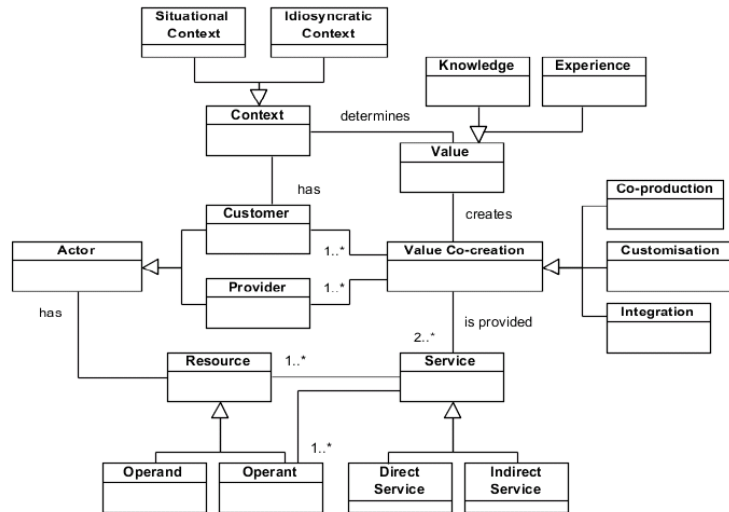 Situational
Context
Idiosyncratic
Context
Knowledge
Experience
Context
determines
Value
has
Co-production
creates
Customer
Actor
1..*
Value Co-creation
Customisation
Provider
1..*
has
is provided
Integration
2..*
Resource
1..*
Service
1..*
Operand
Operant
Direct
Service
Indirect
Service